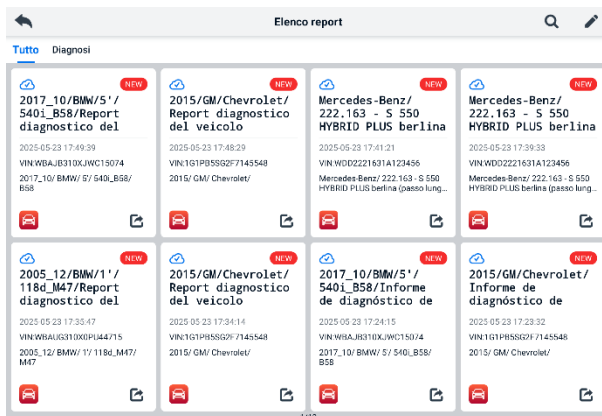 Elenco report
Tutto Diagnosi
NEW
2017_10/BMW/5'/
540i_B58/Report
diagnostico del
2025-05-23 17:49:39
VIN:WBAJB310XJWC15074
2017_10/ BMW/ 5'/ 540i_B58/
B58
NEW
2015/GM/Chevrolet/
Report diagnostico
del veicolo
2025-05-23 17:48:29
VIN:1G1PB5SG2F7145548
2015/ GM/ Chevrolet/
NEW
Mercedes-Benz/
222.163 - S 550
HYBRID PLUS berlina
2025-05-23 17:41:21
VIN:WDD2221631A123456
Mercedes-Benz/ 222.163 - S 550
HYBRID PLUS berlina (passo lung...
NEW
Mercedes-Benz/
222.163 - S 550
HYBRID PLUS berlina
2025-05-23 17:39:33
VIN:WDD2221631A123456
Mercedes-Benz/ 222.163 - S 550
HYBRID PLUS berlina (passo lung...
NEW
2005_12/BMW/1'/
118d_M47/Report
diagnostico del
2025-05-23 17:35:47
VIN:WBAUG310X0PU44715
2005_12/ BMW/ 1'/ 118d_M47/
M47
NEW
2015/GM/Chevrolet/
Report diagnostico
del veicolo
2025-05-23 17:34:14
VIN:1G1PB5SG2F7145548
2015/ GM/ Chevrolet/
NEW
2017_10/BMW/5'/
540i_B58/Informe
de diagnóstico de
2025-05-23 17:24:15
VIN:WBAJB310XJWC15074
2017_10/ BMW/ 5'/ 540i_B58/
B58
NEW
2015/GM/Chevrolet/
Informe de
diagnóstico de
2025-05-23 17:23:32
VIN:1G1PB5SG2F7145548
2015/ GM/ Chevrolet/